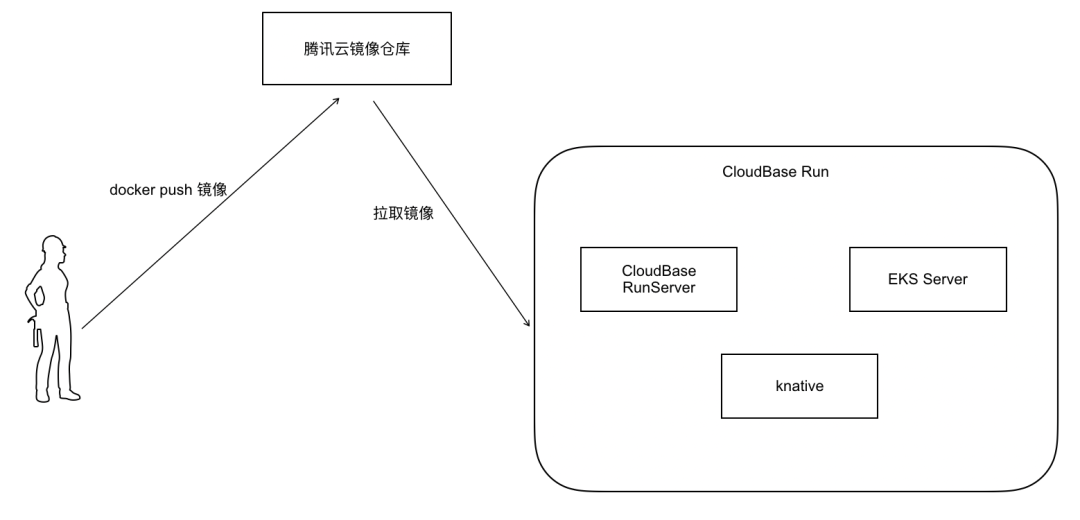 腾讯云镜像仓库
docker push 镜像
拉取镜像
CloudBase Run
CloudBase
RunServer
EKS Server
knative